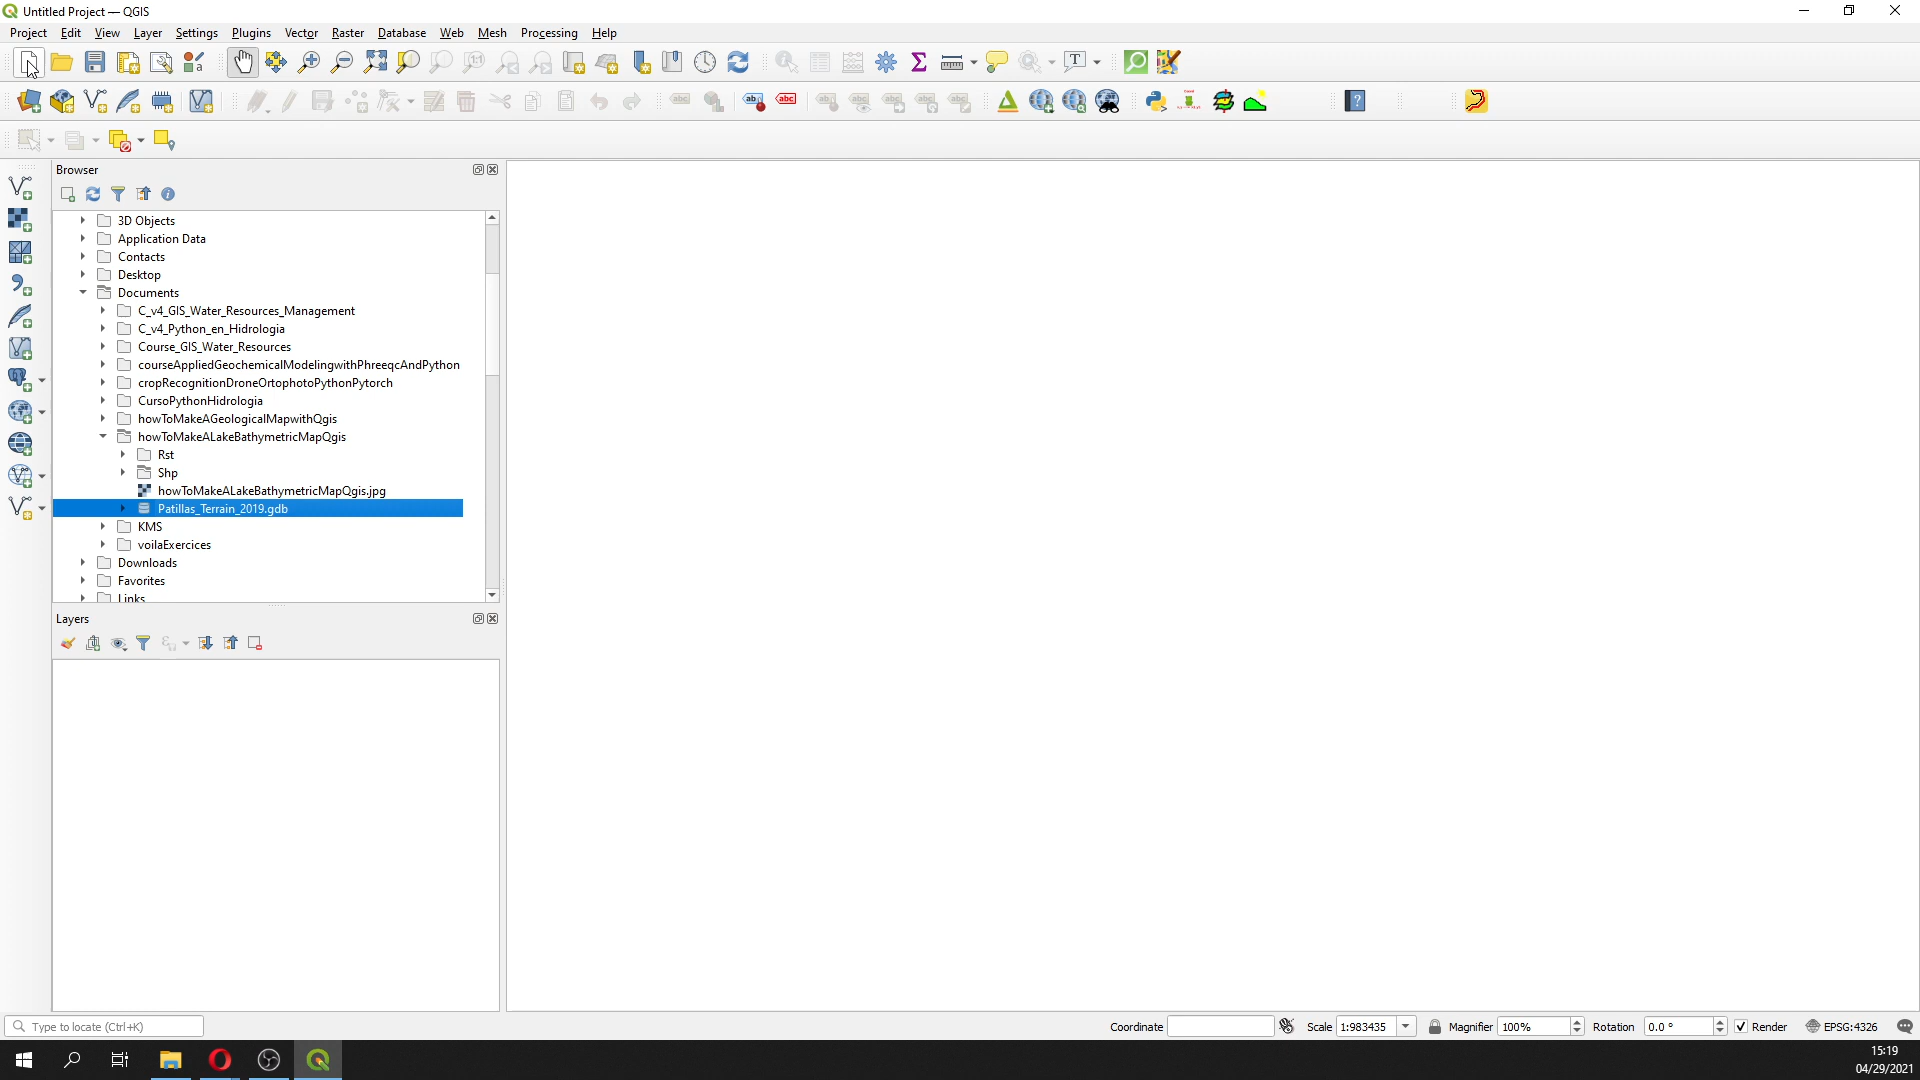 Untitled Project — QGIS
Project Edit View Layer Settings Plugins Vector Raster Database Web Mesh Processing Help
Browser
3D Objects
Application Data
Contacts
Desktop
Documents
C_v4_GIS_Water_Resources_Management
C_v4_Python_en_Hidrologia
Course_GIS_Water_Resources
courseAppliedGeochemicalModelingwithPhreeqcAndPython
cropRecognitionDroneOrtophotoPythonPytorch
CursoPythonHidrologia
howToMakeAGeologicalMapwithQgis
howToMakeALakeBathymetricMapQgis
Rst
Shp
howToMakeALakeBathymetricMapQgis.jpg
Patillas_Terrain_2019.gdb
KMS
voilaExercices
Downloads
Favorites
Links
Layers
Type to locate (Ctrl+K) Coordinate Scale 1:983435 Magnifier 100% Rotation 0.0 ° Render EPSG:4326
15:19
04/29/2021